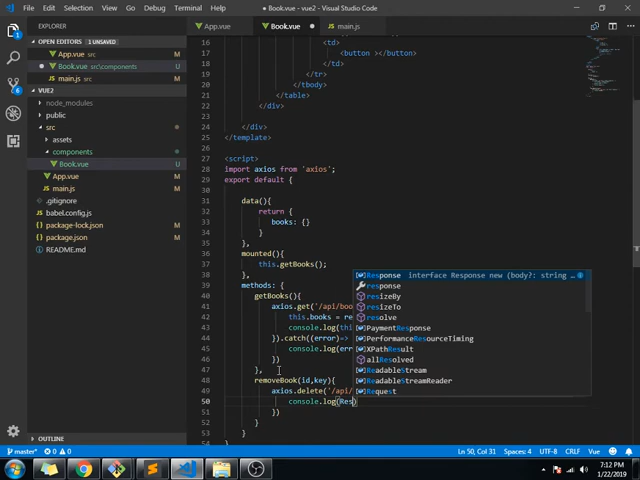 File Edit Selection View Go Debug Terminal Help
● Book.vue - Visual Studio Code
EXPLORER
OPEN EDITORS 1 UNSAVED
App.vue src M
Book.vue src\components U
main.js src M
VUE2
node_modules
public
src
assets
components
Book.vue U
App.vue M
main.js M
.gitignore
babel.config.js
package-lock.json M
package.json M
README.md
OUTLINE
App.vue
Book.vue
main.js
16 <td>
17 <button ></button>
18 </td>
19 </tr>
20 </tbody>
21 </table>
22 </div>
23
24 </div>
25 </template>
26
27 <script>
28 import axios from 'axios';
29 export default {
30
31 data(){
32 return {
33 books: {}
34 }
35 },
36 mounted(){
37 this.getBooks();
38 },
39 methods: {
40 getBooks(){
41 axios.get('/api/boo
42 this.books = re
43 console.log(thi
44 }).catch((error)=>
45 console.log(err
46 })
47 },
48 removeBook(id,key){
49 axios.delete('/api/
50 console.log(Res)
51 })
52 }
53 }
Response interface Response new (body?: string …
response
resizeBy
resizeTo
resolve
PaymentResponse
PerformanceResourceTiming
XPathResult
allResolved
ReadableStream
ReadableStreamReader
Request
master* 0 0
Ln 50, Col 31 Spaces: 4 UTF-8 CRLF Vue
7:12 PM
1/22/2019